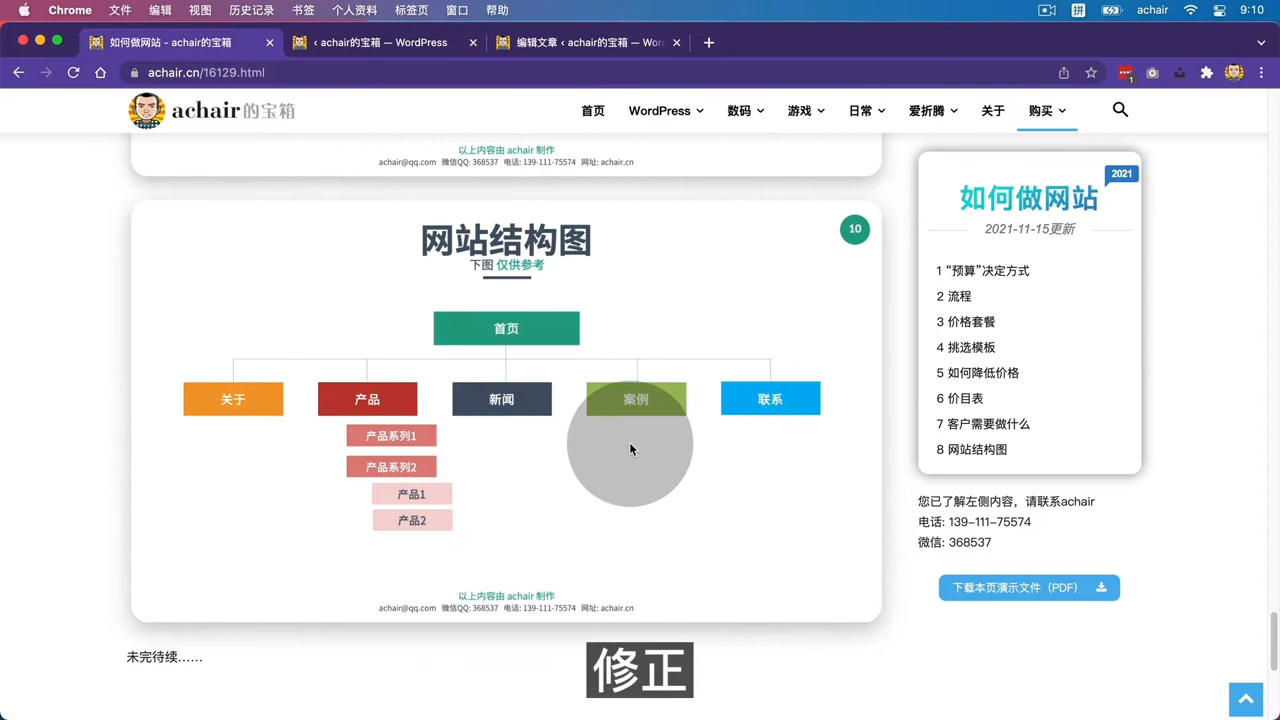 Chrome 文件 编辑 视图 历史记录 书签 个人资料 标签页 窗口 帮助
拼 achair 9:10
如何做网站 - achair的宝箱
‹ achair的宝箱 — WordPress
编辑文章 ‹ achair的宝箱 — Wor
achair.cn/16129.html
achair的宝箱
首页 WordPress 数码 游戏 日常 爱折腾 关于 购买
以上内容由 achair 制作
achair@qq.com 微信QQ: 368537 电话: 139-111-75574 网址: achair.cn
网站结构图
10
下图 仅供参考
首页
关于 产品 新闻 案例 联系
产品系列1
产品系列2
产品1
产品2
以上内容由 achair 制作
achair@qq.com 微信QQ: 368537 电话: 139-111-75574 网址: achair.cn
未完待续……
修正
2021
如何做网站
2021-11-15更新
1 “预算”决定方式
2 流程
3 价格套餐
4 挑选模板
5 如何降低价格
6 价目表
7 客户需要做什么
8 网站结构图
您已了解左侧内容，请联系achair
电话: 139-111-75574
微信: 368537
下载本页演示文件（PDF）